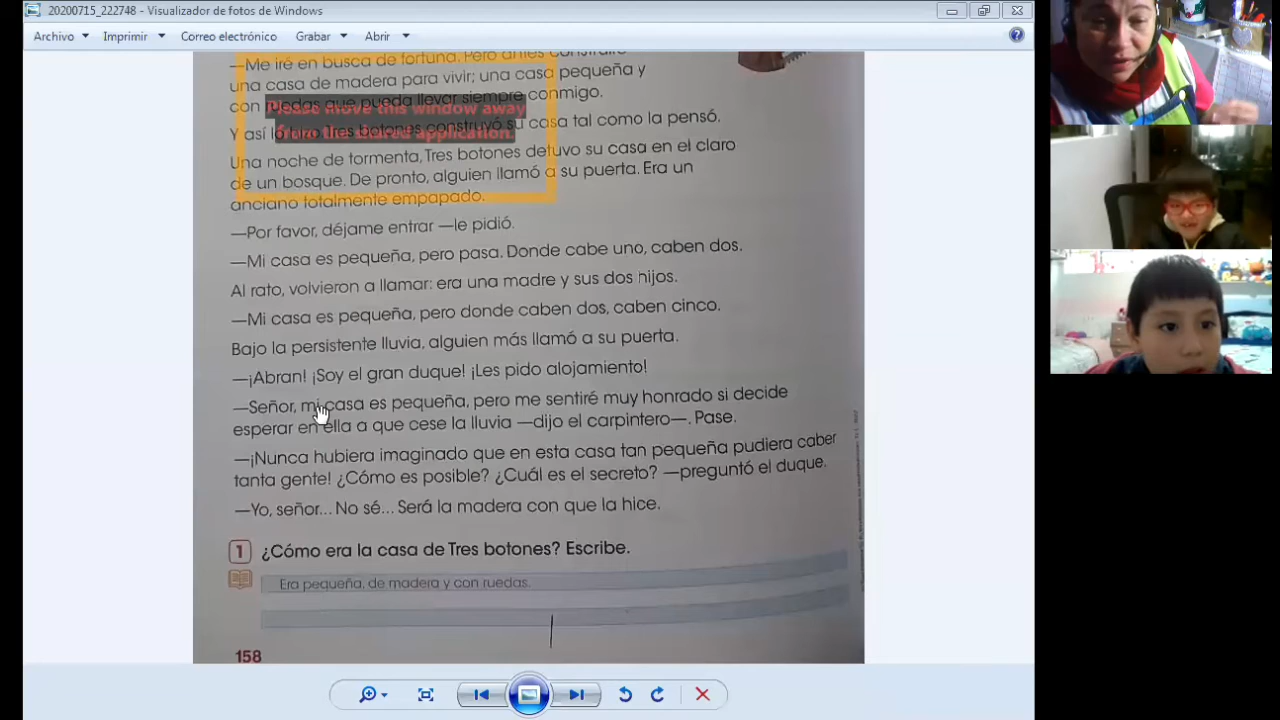 20200715_222748 - Visualizador de fotos de Windows
Archivo Imprimir Correo electrónico Grabar Abrir
—Me iré en busca de fortuna. Pero antes construiré
una casa de madera para vivir; una casa pequeña y
con ruedas que pueda llevar siempre conmigo.
Please move this window away
from the shared application.
Y así lo hizo. Tres botones construyó su casa tal como la pensó.
Una noche de tormenta, Tres botones detuvo su casa en el claro
de un bosque. De pronto, alguien llamó a su puerta. Era un
anciano totalmente empapado.
—Por favor, déjame entrar —le pidió.
—Mi casa es pequeña, pero pasa. Donde cabe uno, caben dos.
Al rato, volvieron a llamar: era una madre y sus dos hijos.
—Mi casa es pequeña, pero donde caben dos, caben cinco.
Bajo la persistente lluvia, alguien más llamó a su puerta.
—¡Abran! ¡Soy el gran duque! ¡Les pido alojamiento!
—Señor, mi casa es pequeña, pero me sentiré muy honrado si decide
esperar en ella a que cese la lluvia —dijo el carpintero—. Pase.
—¡Nunca hubiera imaginado que en esta casa tan pequeña pudiera caber
tanta gente! ¿Cómo es posible? ¿Cuál es el secreto? —preguntó el duque.
—Yo, señor... No sé... Será la madera con que la hice.
1 ¿Cómo era la casa de Tres botones? Escribe.
Era pequeña, de madera y con ruedas.
158